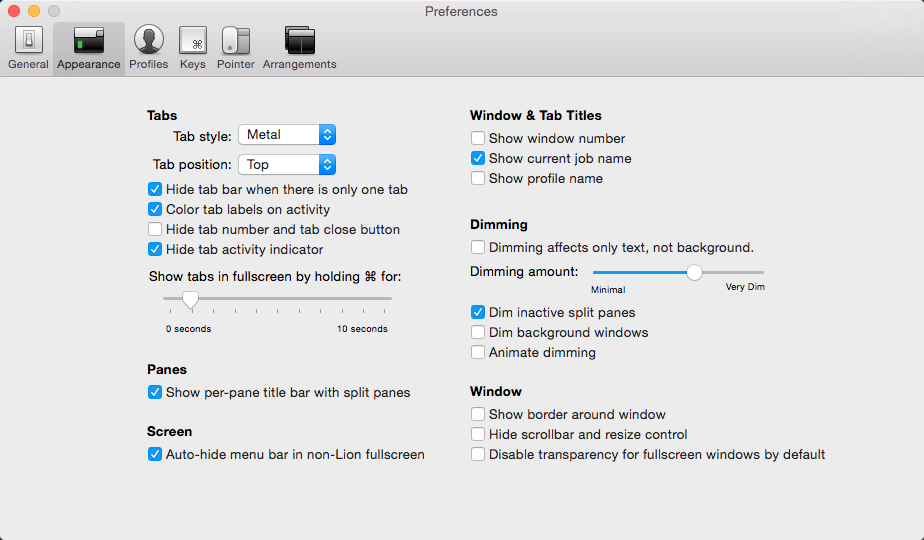 Preferences
General Appearance Profiles Keys Pointer Arrangements
Tabs
Tab style: Metal
Tab position: Top
Hide tab bar when there is only one tab
Color tab labels on activity
Hide tab number and tab close button
Hide tab activity indicator
Show tabs in fullscreen by holding ⌘ for:
0 seconds 10 seconds
Panes
Show per-pane title bar with split panes
Screen
Auto-hide menu bar in non-Lion fullscreen
Window & Tab Titles
Show window number
Show current job name
Show profile name
Dimming
Dimming affects only text, not background.
Dimming amount:
Minimal Very Dim
Dim inactive split panes
Dim background windows
Animate dimming
Window
Show border around window
Hide scrollbar and resize control
Disable transparency for fullscreen windows by default